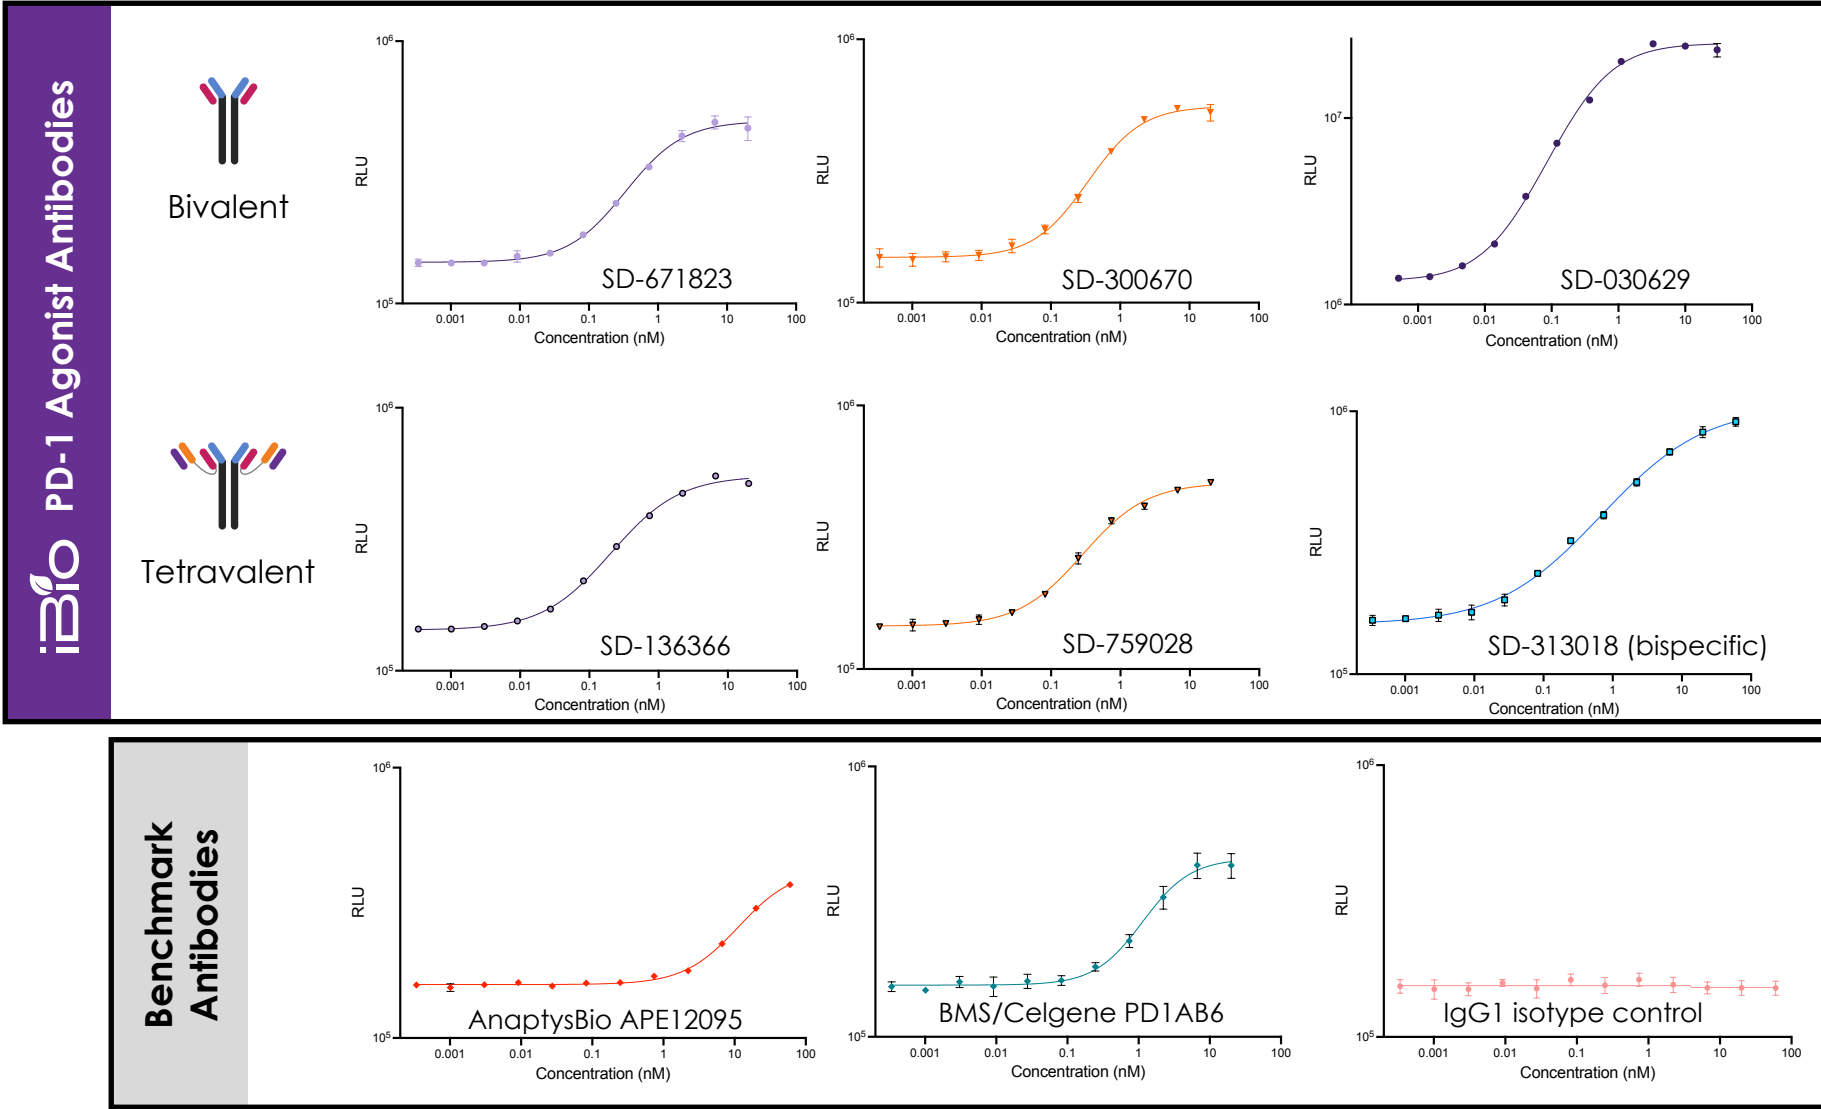 iBio PD-1 Agonist Antibodies
Bivalent
10⁶
RLU
10⁵
SD-671823
0.001 0.01 0.1 1 10 100
Concentration (nM)
10⁶
RLU
10⁵
SD-300670
0.001 0.01 0.1 1 10 100
Concentration (nM)
10⁷
RLU
10⁶
SD-030629
0.001 0.01 0.1 1 10 100
Concentration (nM)
Tetravalent
10⁶
RLU
10⁵
SD-136366
0.001 0.01 0.1 1 10 100
Concentration (nM)
10⁶
RLU
10⁵
SD-759028
0.001 0.01 0.1 1 10 100
Concentration (nM)
10⁶
RLU
10⁵
SD-313018 (bispecific)
0.001 0.01 0.1 1 10 100
Concentration (nM)
Benchmark
Antibodies
10⁶
RLU
10⁵
AnaptysBio APE12095
0.001 0.01 0.1 1 10 100
Concentration (nM)
10⁶
RLU
10⁵
BMS/Celgene PD1AB6
0.001 0.01 0.1 1 10 100
Concentration (nM)
10⁶
RLU
10⁵
IgG1 isotype control
0.001 0.01 0.1 1 10 100
Concentration (nM)